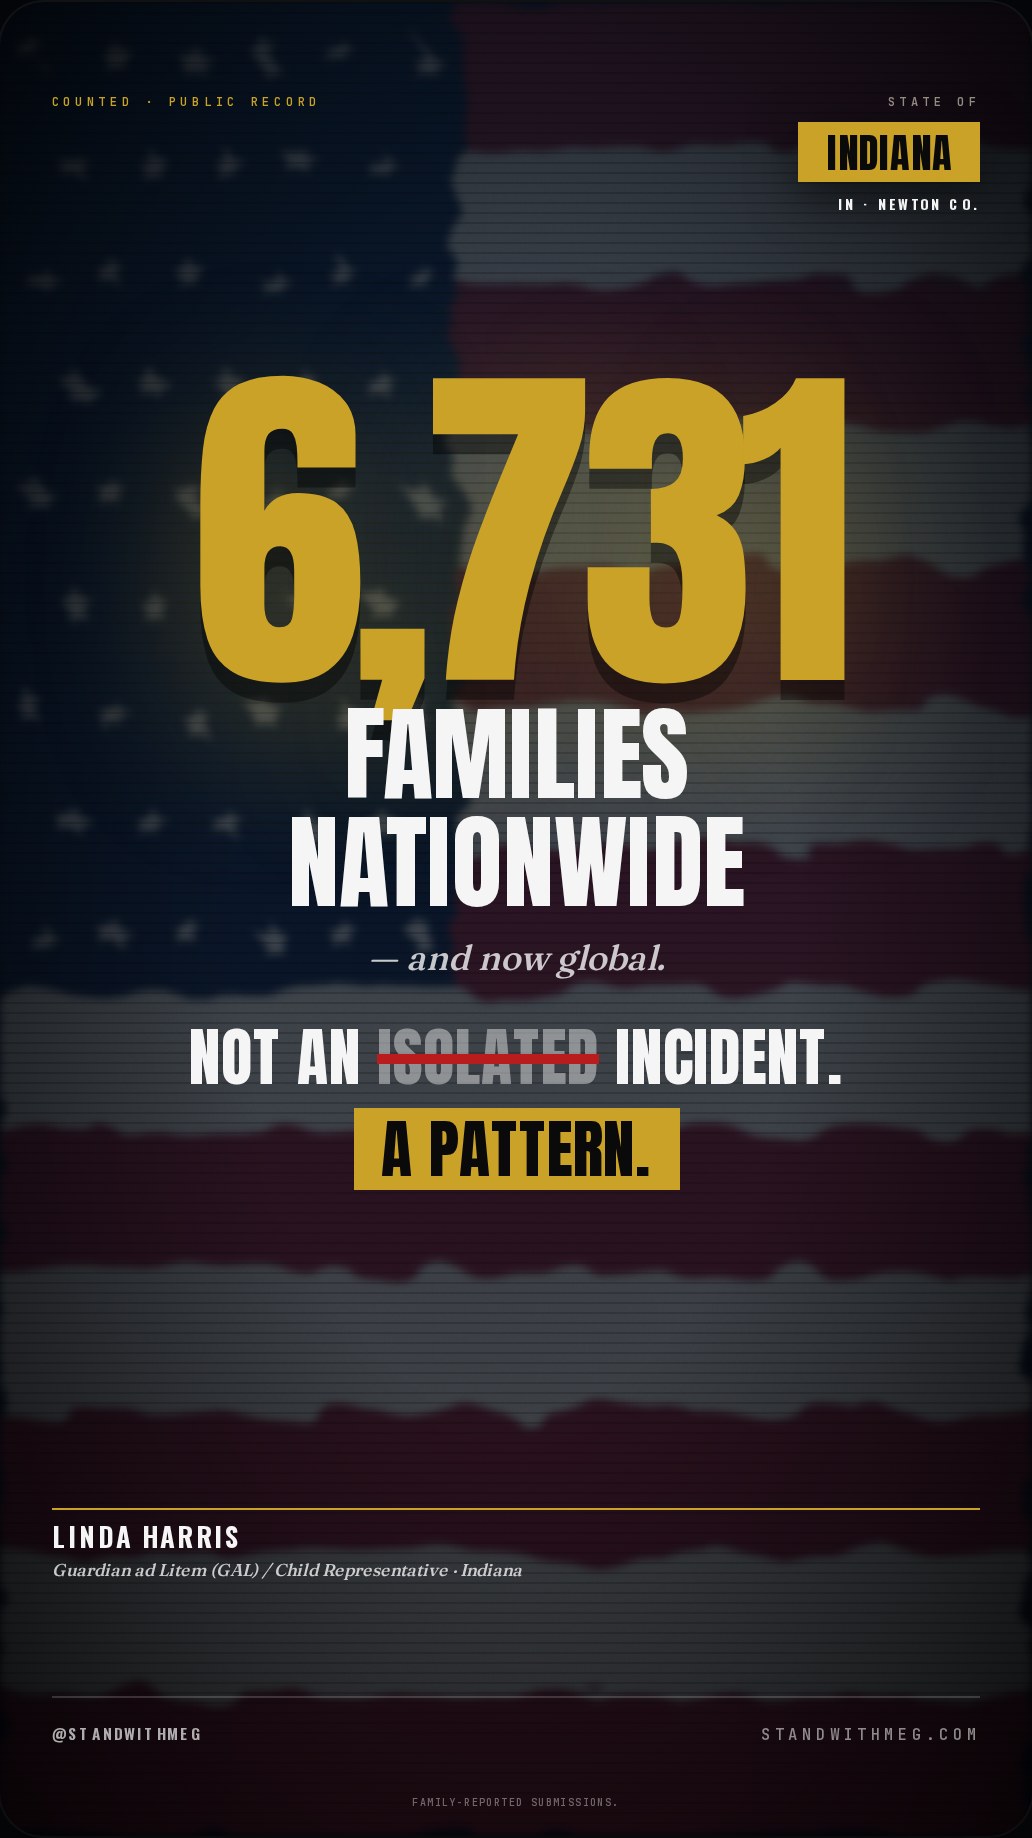 COUNTED · PUBLIC RECORD
STATE OF
INDIANA
IN · NEWTON CO.
6,731
FAMILIES
NATIONWIDE
— and now global.
NOT AN ISOLATED INCIDENT.
A PATTERN.
LINDA HARRIS
Guardian ad Litem (GAL) / Child Representative · Indiana
@STANDWITHMEG
STANDWITHMEG.COM
FAMILY-REPORTED SUBMISSIONS.